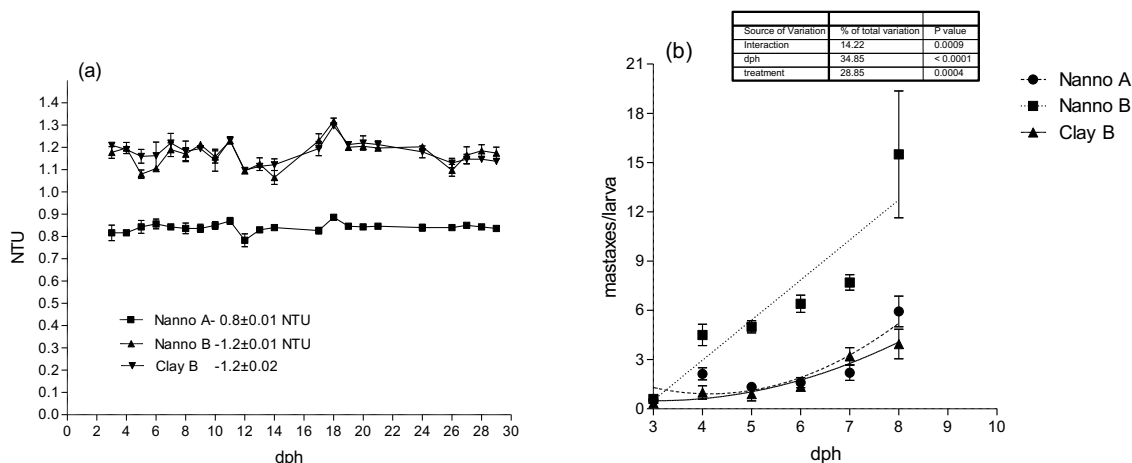 (a)
1.4
1.3
1.2
1.1
1.0
0.9
0.8
0.7
0.6
0.5
0.4
0.3
0.2
0.1
0.0
NTU
Nanno A- 0.8±0.01 NTU
Nanno B -1.2±0.01 NTU
Clay B -1.2±0.02
0 2 4 6 8 10 12 14 16 18 20 22 24 26 28 30
dph
Source of Variation % of total variation P value
Interaction 14.22 0.0009
dph 34.85 < 0.0001
treatment 28.85 0.0004
(b)
21
18
15
12
9
6
3
0
mastaxes/larva
3 4 5 6 7 8 9 10
dph
Nanno A
Nanno B
Clay B